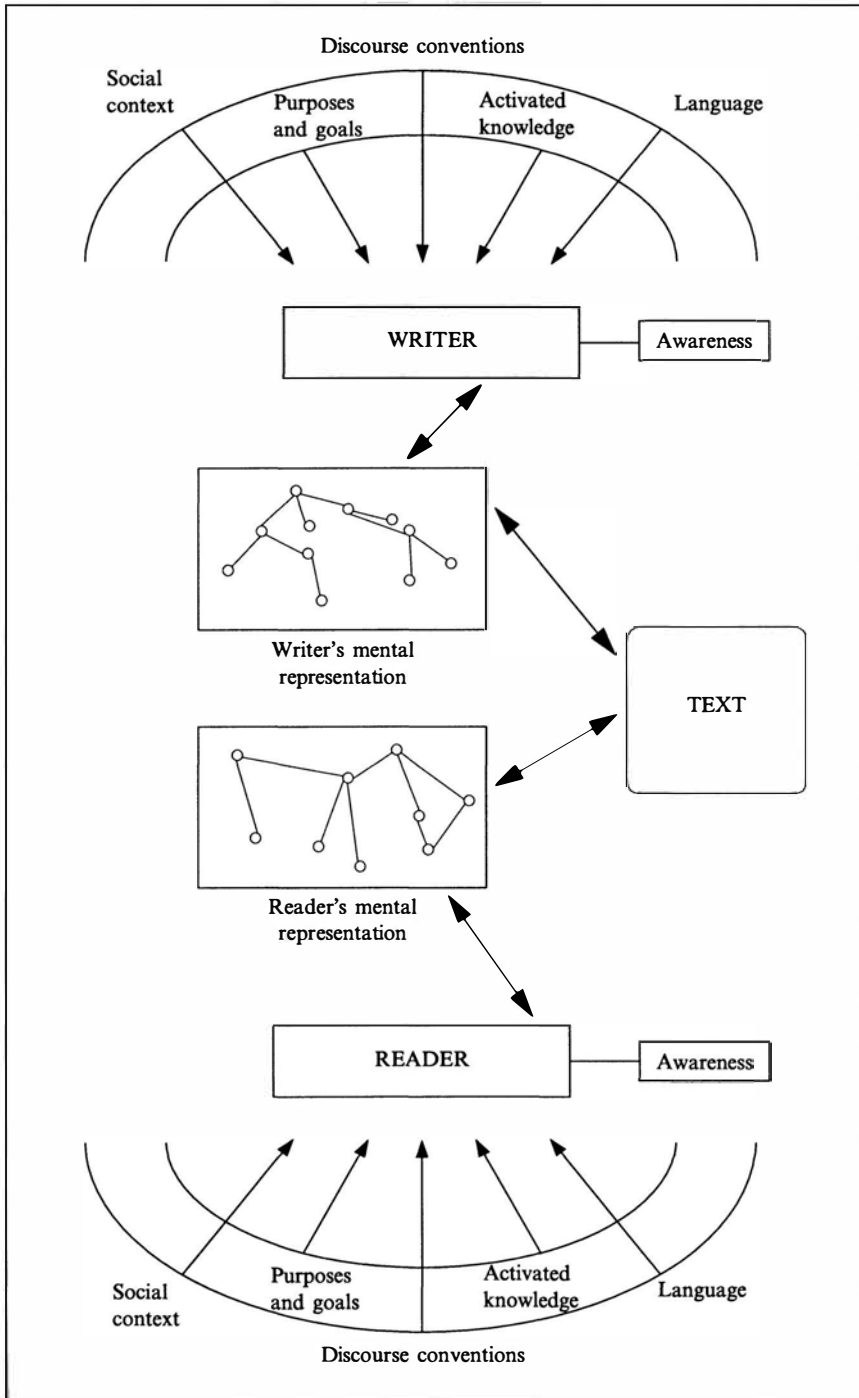 Discourse conventions
Social
context
Purposes
and goals
Activated
knowledge
Language
WRITER
Awareness
Writer's mental
representation
TEXT
Reader's mental
representation
READER
Awareness
Social
context
Purposes
and goals
Activated
knowledge
Language
Discourse conventions